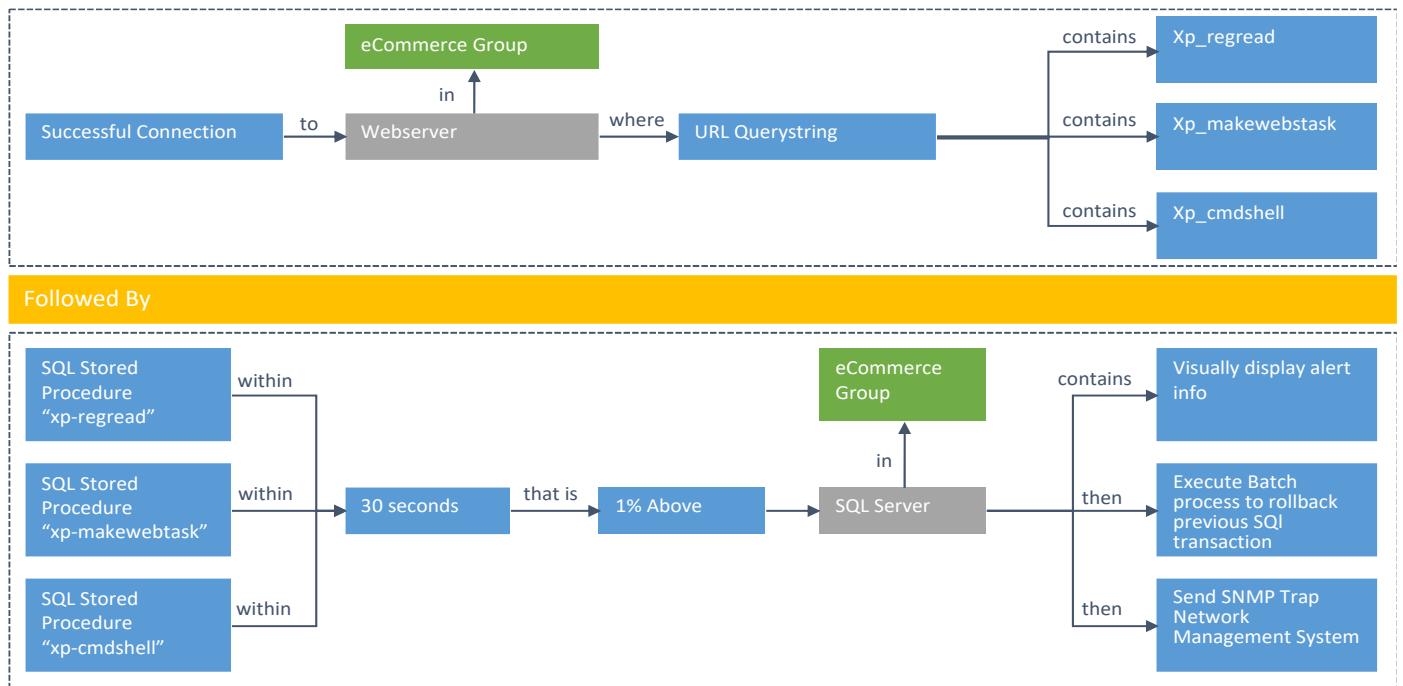 eCommerce Group
contains
Xp_regread
in
Successful Connection
to
Webserver
where
URL Querystring
contains
Xp_makewebstask
contains
Xp_cmdshell
Followed By
SQL Stored
Procedure
“xp-regread”
within
eCommerce
Group
contains
Visually display alert
info
in
SQL Stored
Procedure
“xp-makewebtask”
within
30 seconds
that is
1% Above
SQL Server
then
Execute Batch
process to rollback
previous SQl
transaction
SQL Stored
Procedure
“xp-cmdshell”
within
then
Send SNMP Trap
Network
Management System